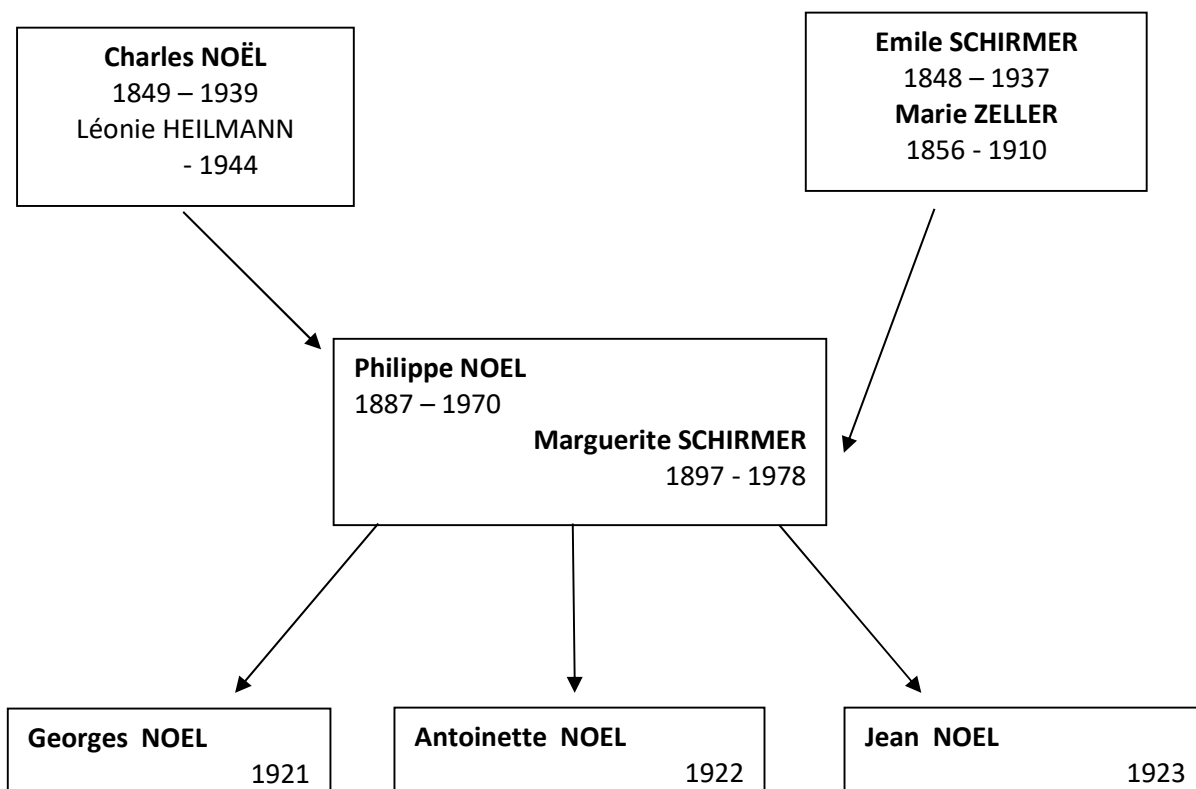 Charles NOËL
1849 – 1939
Léonie HEILMANN
- 1944
Emile SCHIRMER
1848 – 1937
Marie ZELLER
1856 - 1910
Philippe NOEL
1887 – 1970
Marguerite SCHIRMER
1897 - 1978
Georges NOEL
1921
Antoinette NOEL
1922
Jean NOEL
1923